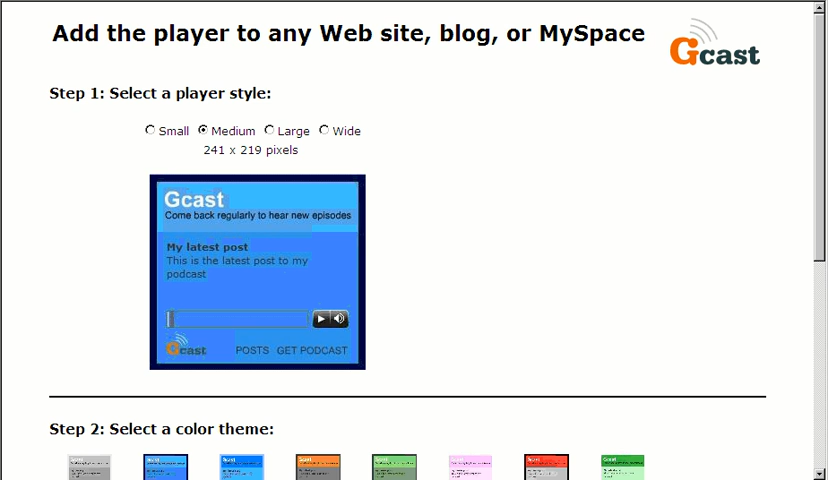 Add the player to any Web site, blog, or MySpace
Gcast
Step 1: Select a player style:
Small Medium Large Wide
241 x 219 pixels
Gcast
Come back regularly to hear new episodes
My latest post
This is the latest post to my
podcast
Gcast POSTS GET PODCAST
Step 2: Select a color theme: